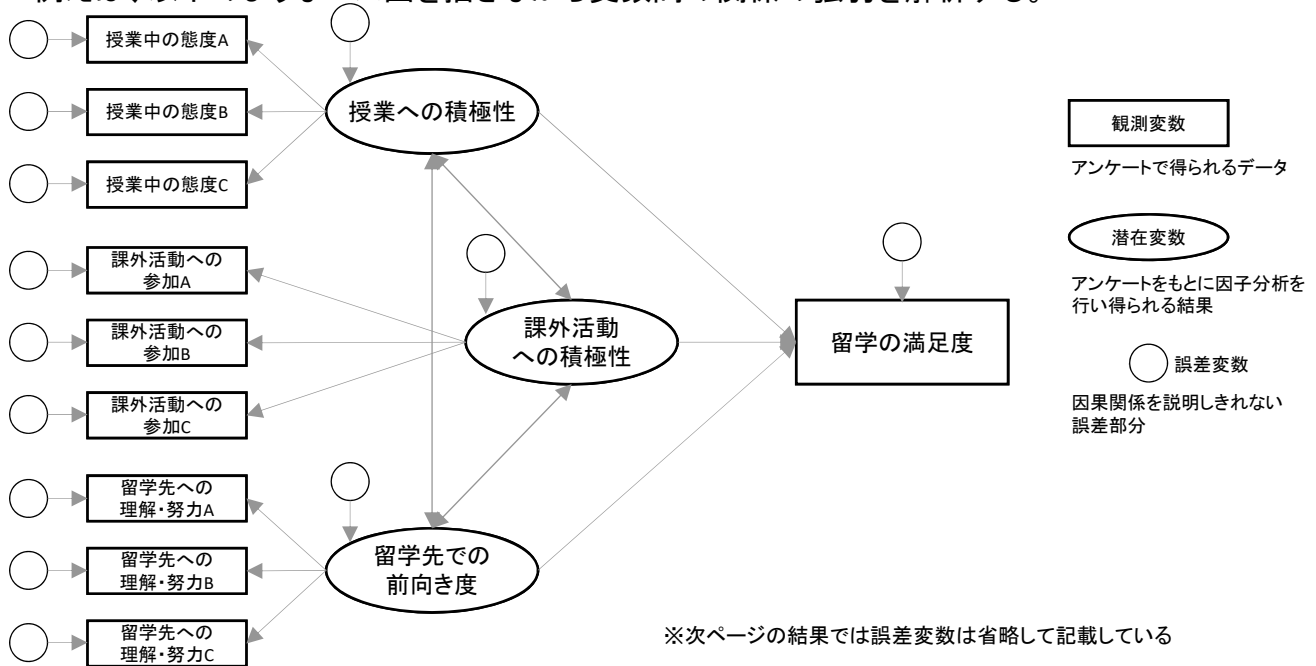 授業中の態度A
授業中の態度B
授業中の態度C
課外活動への
参加A
課外活動への
参加B
課外活動への
参加C
留学先への
理解・努力A
留学先への
理解・努力B
留学先への
理解・努力C
授業への積極性
課外活動
への積極性
留学先での
前向き度
留学の満足度
観測変数
アンケートで得られるデータ
潜在変数
アンケートをもとに因子分析を
行い得られる結果
誤差変数
因果関係を説明しきれない
誤差部分
※次ページの結果では誤差変数は省略して記載している